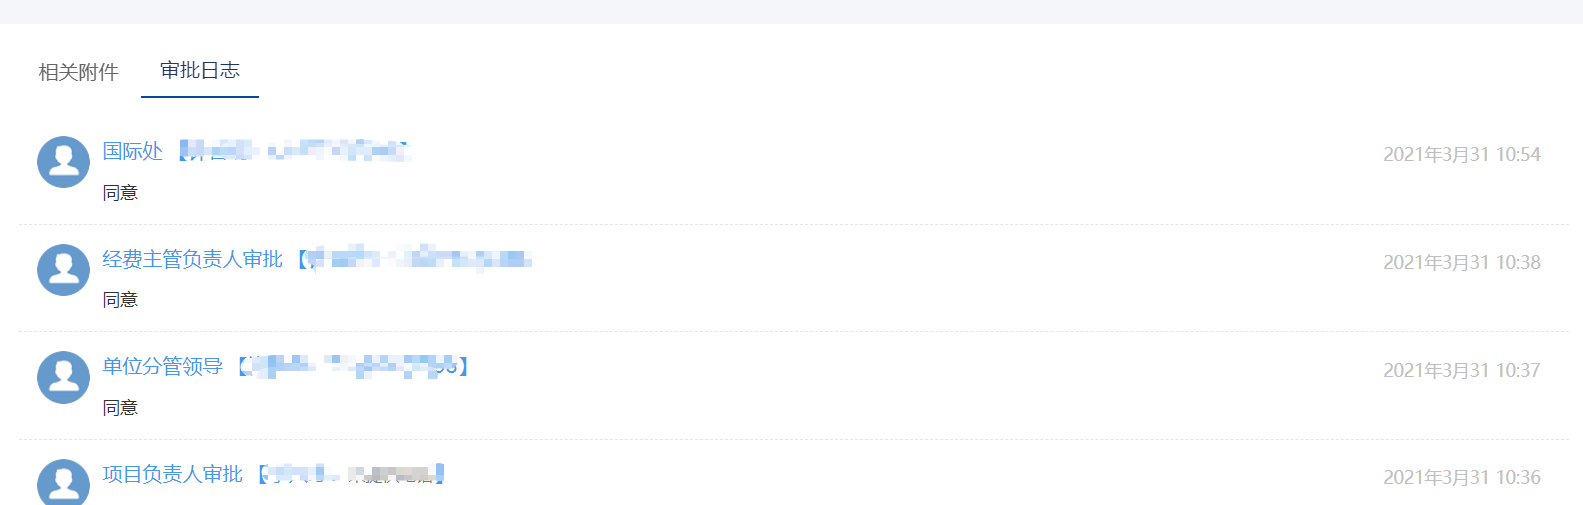 相关附件 审批日志
国际处 【 】 2021年3月31 10:54
同意
经费主管负责人审批 【 2021年3月31 10:38
同意
单位分管领导 【 】 2021年3月31 10:37
同意
项目负责人审批 【 】 2021年3月31 10:36